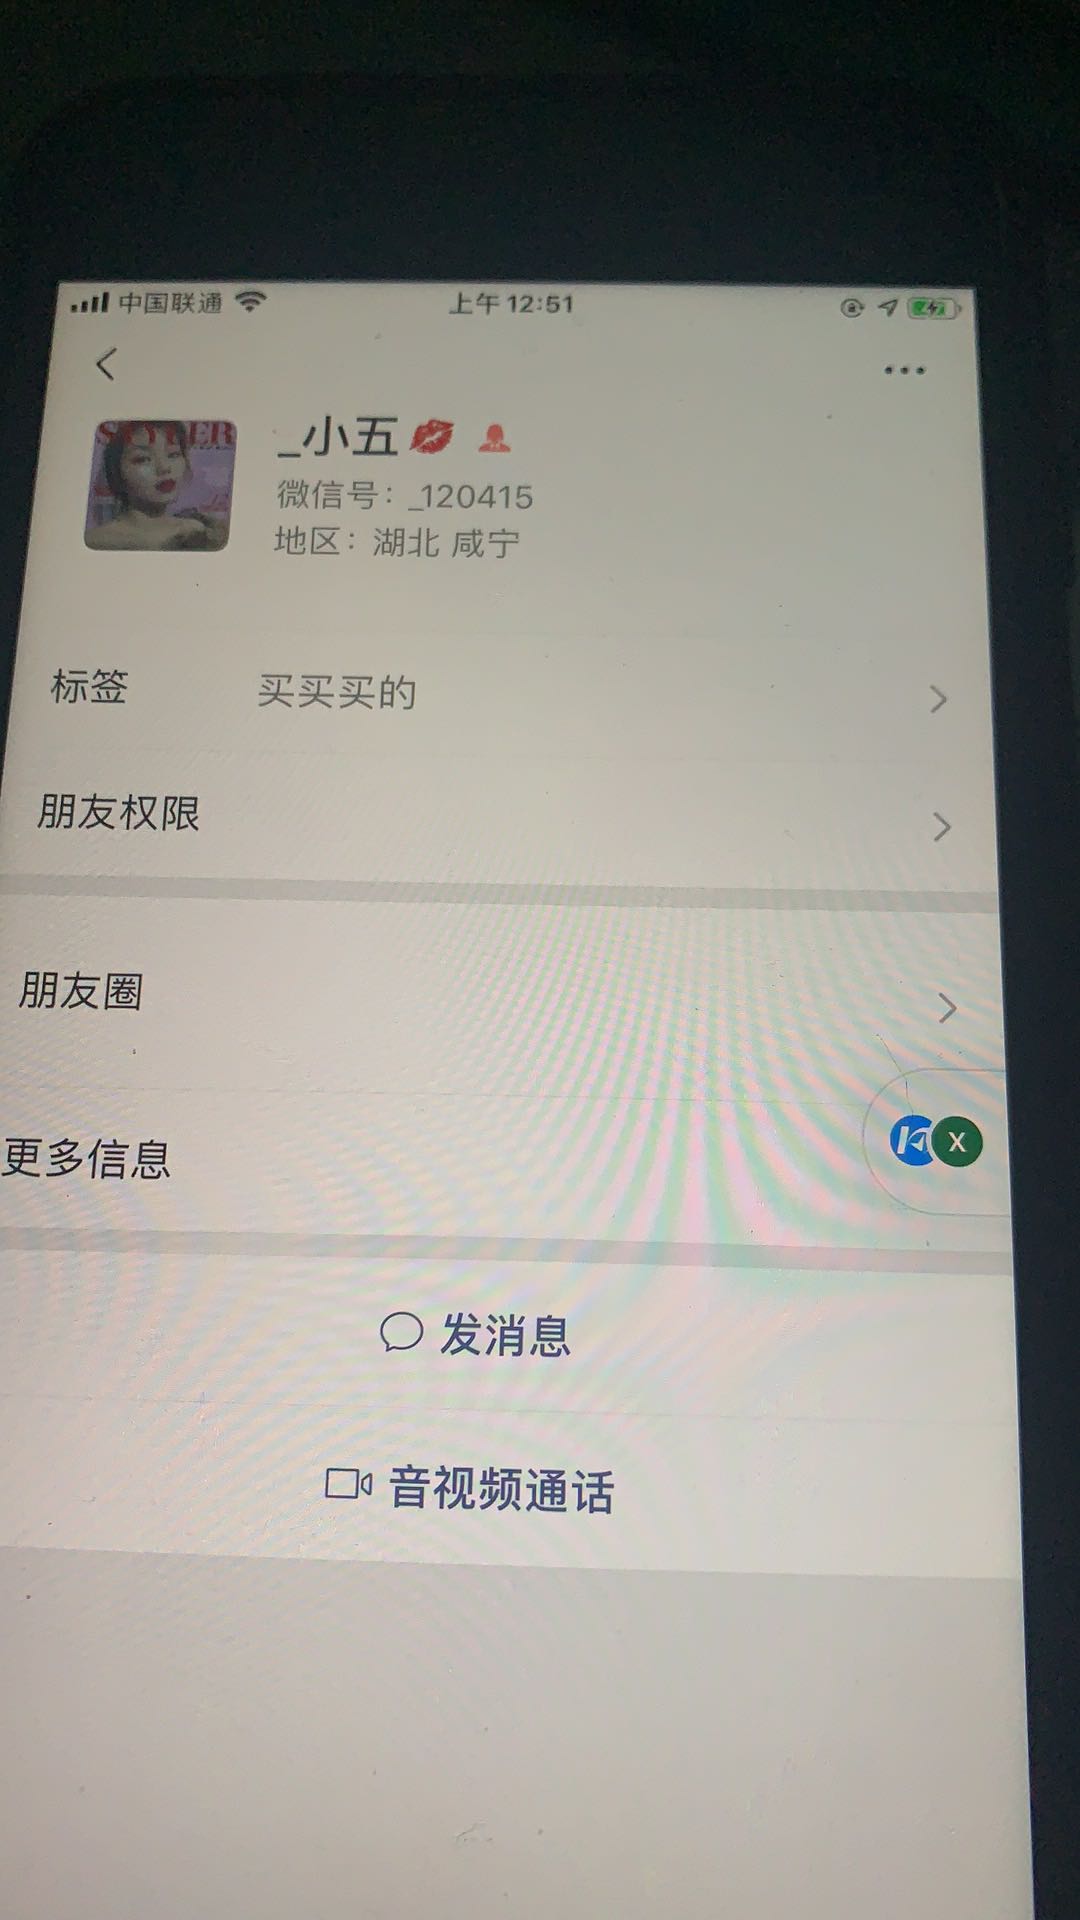 中国联通 上午12:51
_小五💋
微信号：_120415
地区：湖北 咸宁
标签 买买买的
朋友权限
朋友圈
更多信息
X
发消息
音视频通话